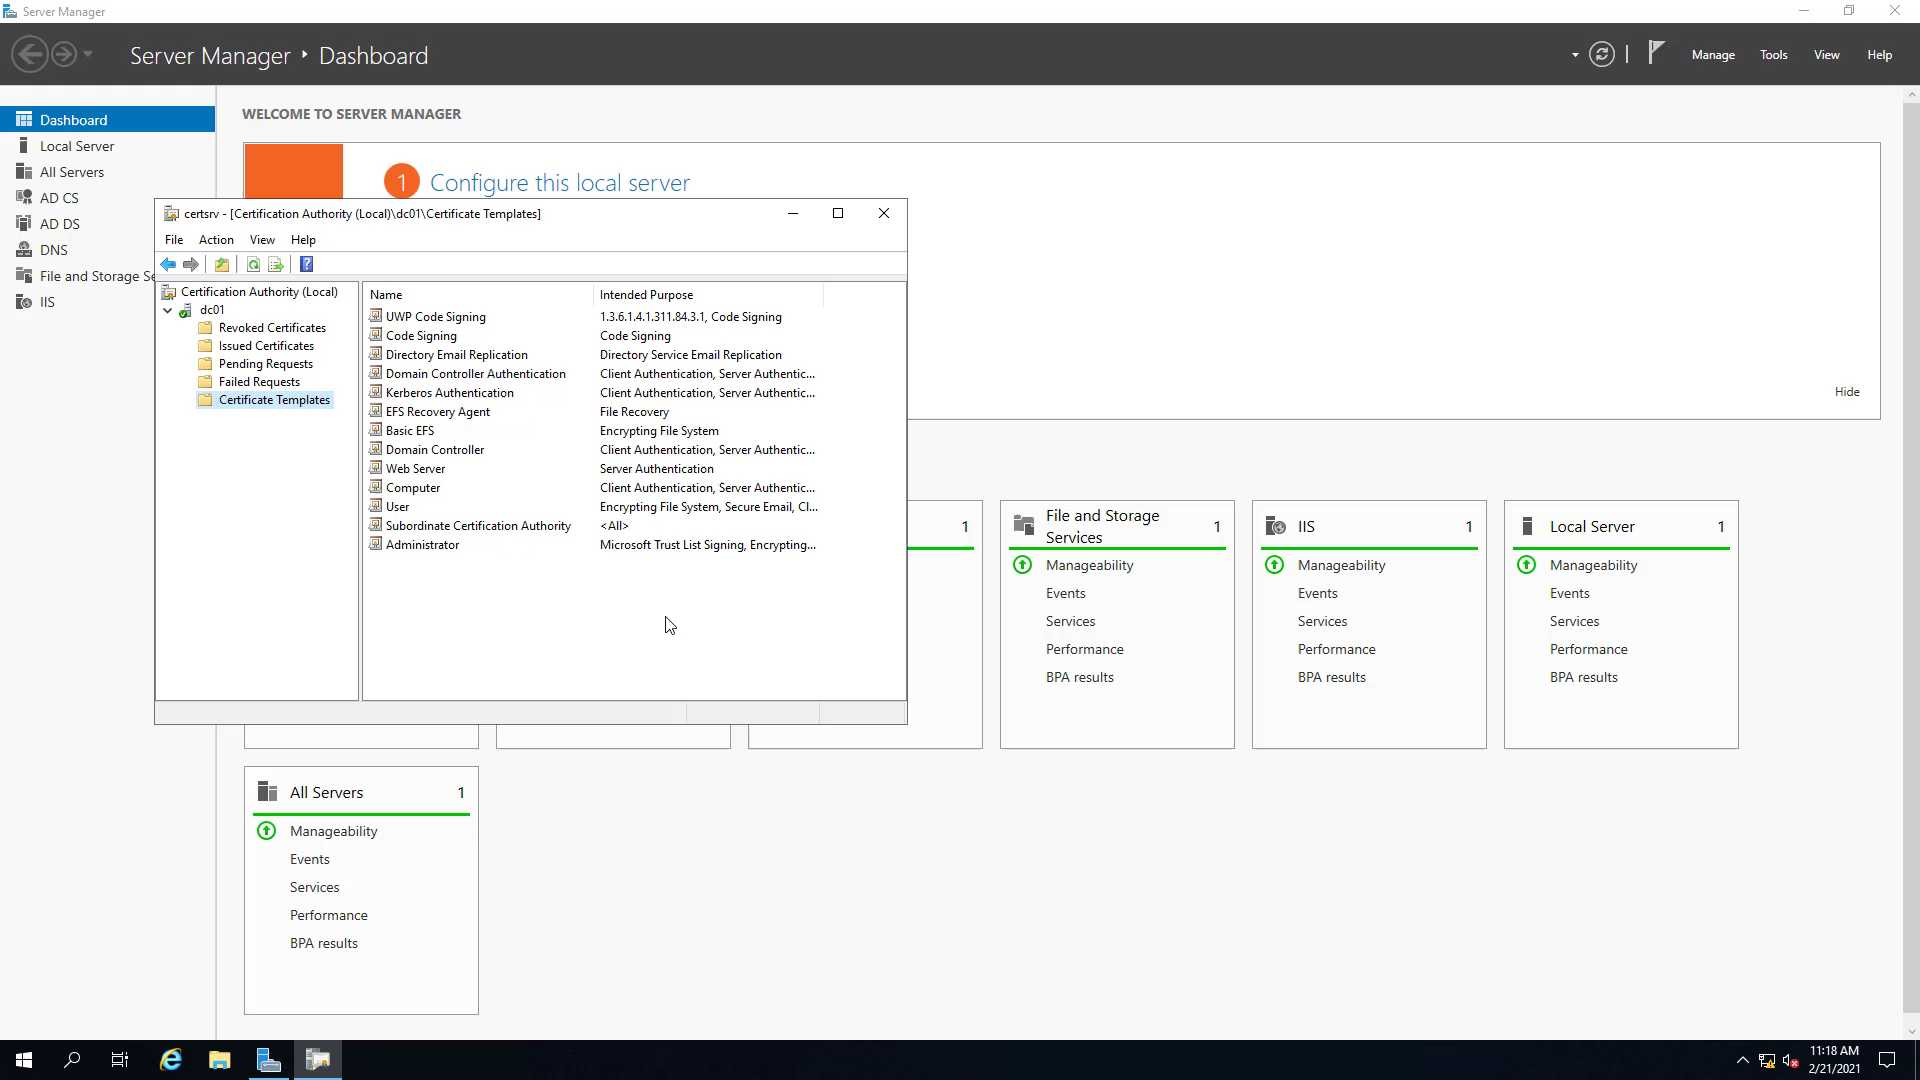 Server Manager
Server Manager ‣ Dashboard
Manage
Tools
View
Help
Dashboard
Local Server
All Servers
AD CS
AD DS
DNS
File and Storage Se
IIS
WELCOME TO SERVER MANAGER
1 Configure this local server
Hide
certsrv - [Certification Authority (Local)\dc01\Certificate Templates]
File Action View Help
Certification Authority (Local)
dc01
Revoked Certificates
Issued Certificates
Pending Requests
Failed Requests
Certificate Templates
Name Intended Purpose
UWP Code Signing 1.3.6.1.4.1.311.84.3.1, Code Signing
Code Signing Code Signing
Directory Email Replication Directory Service Email Replication
Domain Controller Authentication Client Authentication, Server Authentic...
Kerberos Authentication Client Authentication, Server Authentic...
EFS Recovery Agent File Recovery
Basic EFS Encrypting File System
Domain Controller Client Authentication, Server Authentic...
Web Server Server Authentication
Computer Client Authentication, Server Authentic...
User Encrypting File System, Secure Email, Cl...
Subordinate Certification Authority <All>
Administrator Microsoft Trust List Signing, Encrypting...
1
File and Storage Services 1
Manageability
Events
Services
Performance
BPA results
IIS 1
Manageability
Events
Services
Performance
BPA results
Local Server 1
Manageability
Events
Services
Performance
BPA results
All Servers 1
Manageability
Events
Services
Performance
BPA results
11:18 AM
2/21/2021